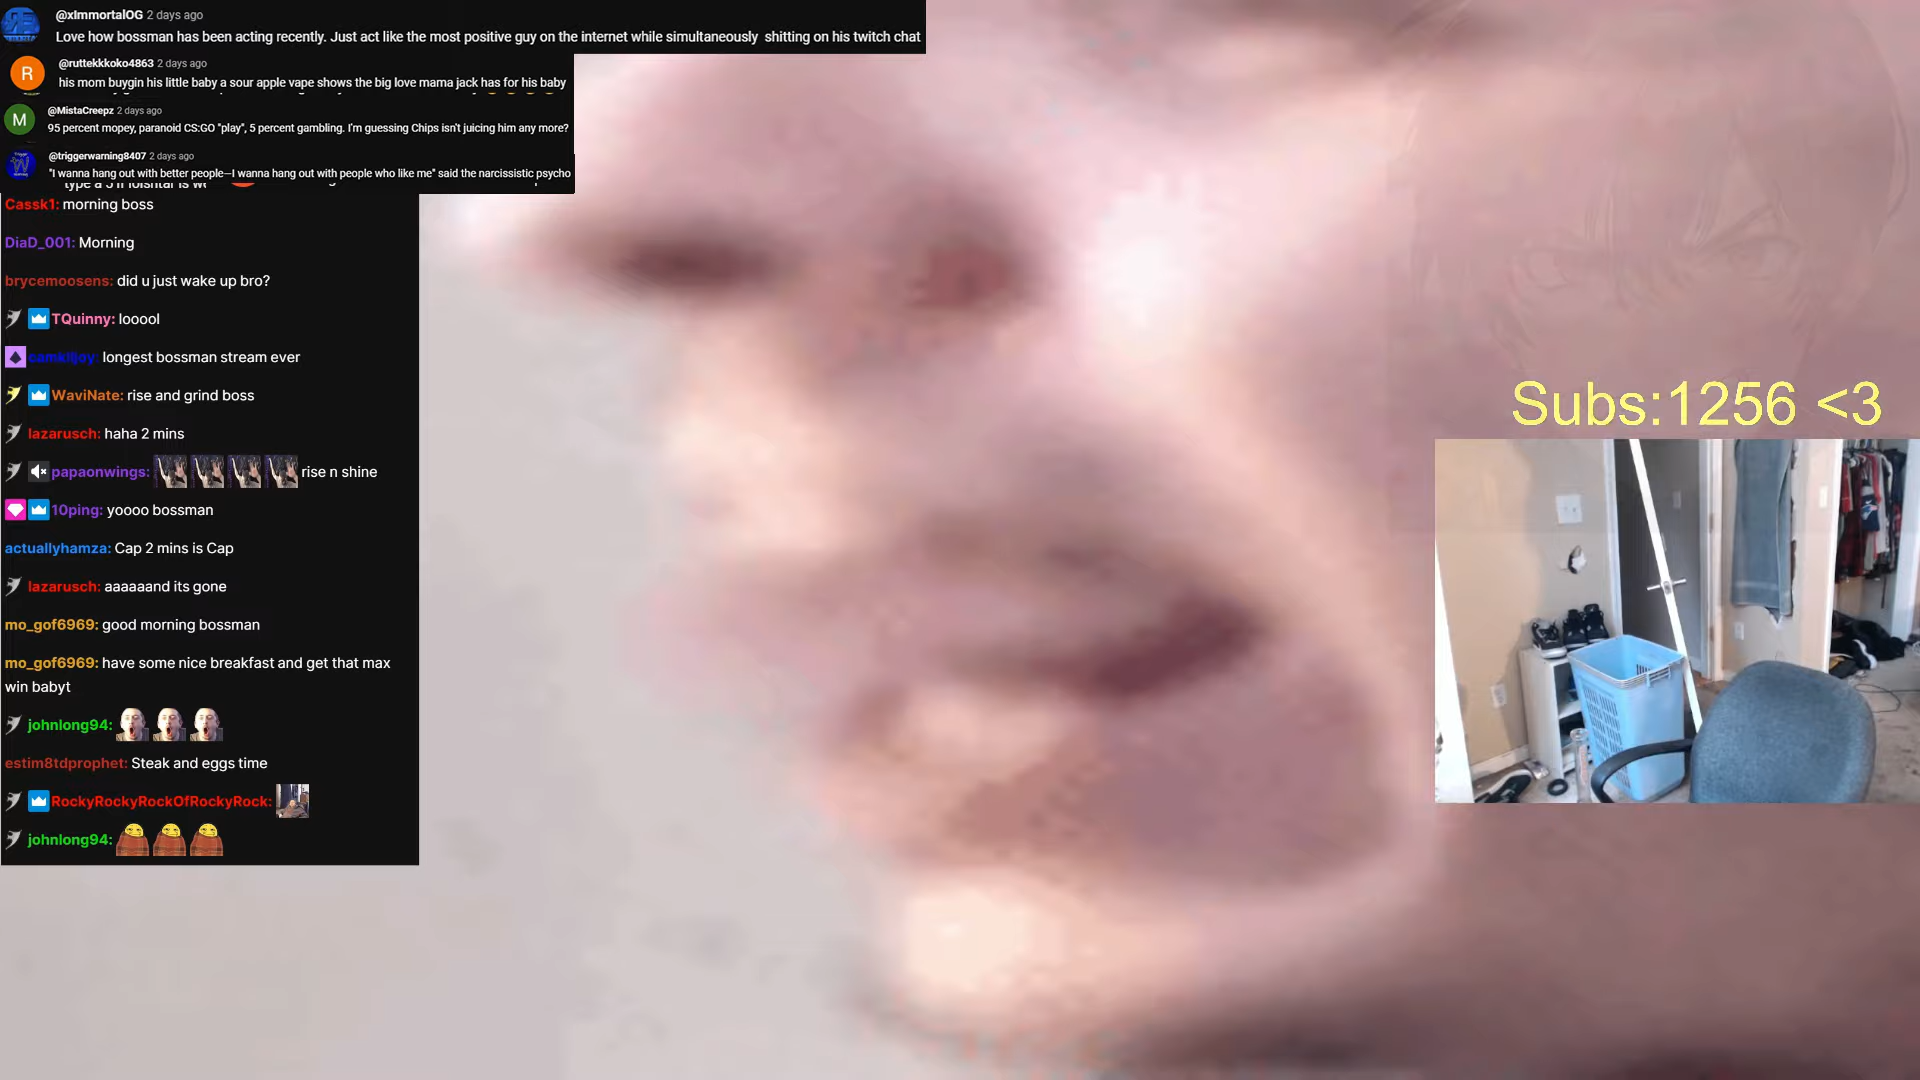 @xImmortalOG 2 days ago
Love how bossman has been acting recently. Just act like the most positive guy on the internet while simultaneously shitting on his twitch chat
R
@ruttekkkoko4863 2 days ago
his mom buygin his little baby a sour apple vape shows the big love mama jack has for his baby
M
@MistaCreepz 2 days ago
95 percent mopey, paranoid CS:GO "play", 5 percent gambling. I'm guessing Chips isn't juicing him any more?
@triggerwarning8407 2 days ago
"I wanna hang out with better people—I wanna hang out with people who like me" said the narcissistic psycho
Cassk1: morning boss
DiaD_001: Morning
brycemoosens: did u just wake up bro?
TQuinny: looool
camkilljoy: longest bossman stream ever
WaviNate: rise and grind boss
lazarusch: haha 2 mins
papaonwings: rise n shine
10ping: yoooo bossman
actuallyhamza: Cap 2 mins is Cap
lazarusch: aaaaaand its gone
mo_gof6969: good morning bossman
mo_gof6969: have some nice breakfast and get that max
win babyt
johnlong94:
estim8tdprophet: Steak and eggs time
RockyRockyRockOfRockyRock:
johnlong94:
Subs:1256 <3